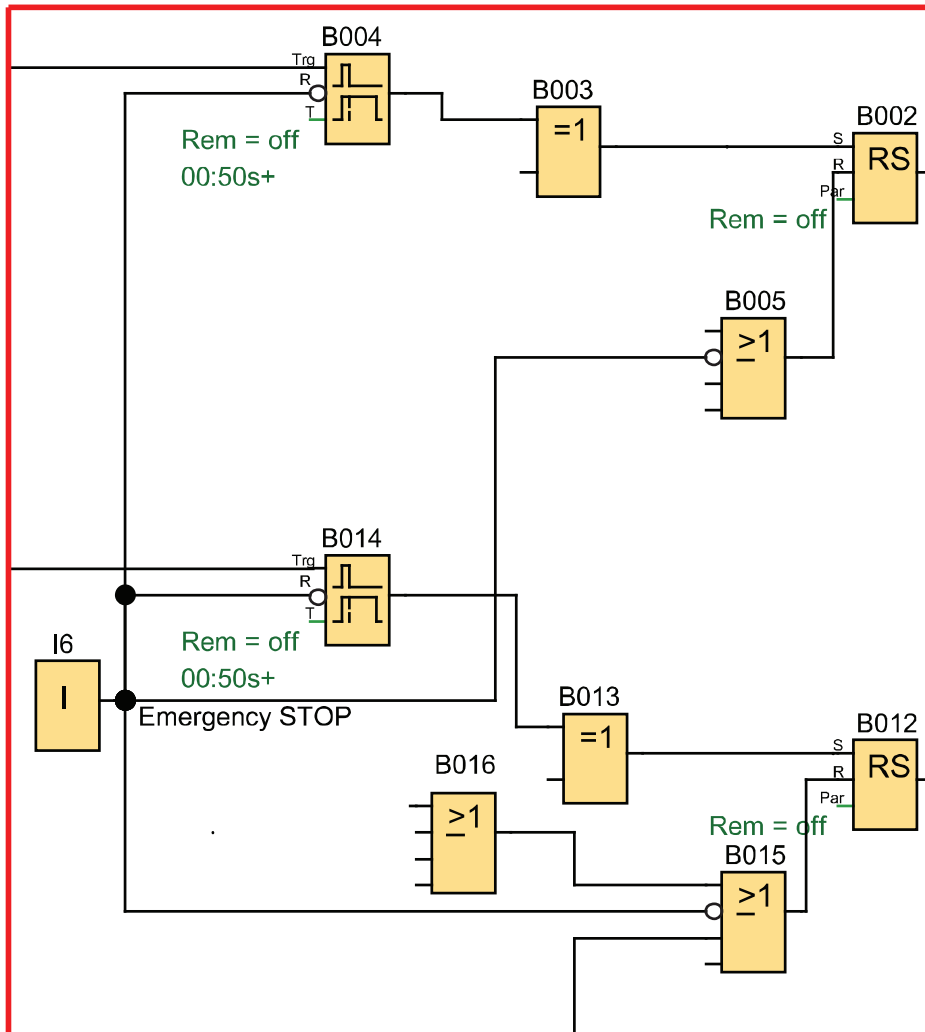 B004
Trg
R
T
Rem = off
00:50s+
B003
=1
B002
S
R
Par
RS
Rem = off
B005
≥1
B014
Trg
R
T
Rem = off
00:50s+
I6
I
Emergency STOP
B013
=1
B012
S
R
Par
RS
Rem = off
B016
≥1
B015
≥1